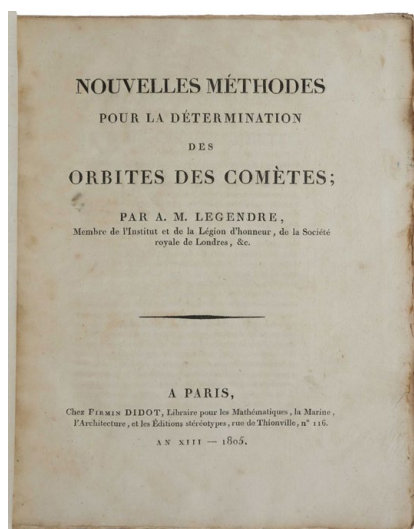 NOUVELLES MÉTHODES
POUR LA DÉTERMINATION
DES
ORBITES DES COMÈTES;
PAR A. M. LEGENDRE,
Membre de l'Institut et de la Légion d'honneur, de la Société
royale de Londres, &c.
A PARIS,
Chez FIRMIN DIDOT, Libraire pour les Mathématiques, la Marine,
l'Architecture, et les Éditions stéréotypes, rue de Thionville, n° 116.
AN XIII — 1805.